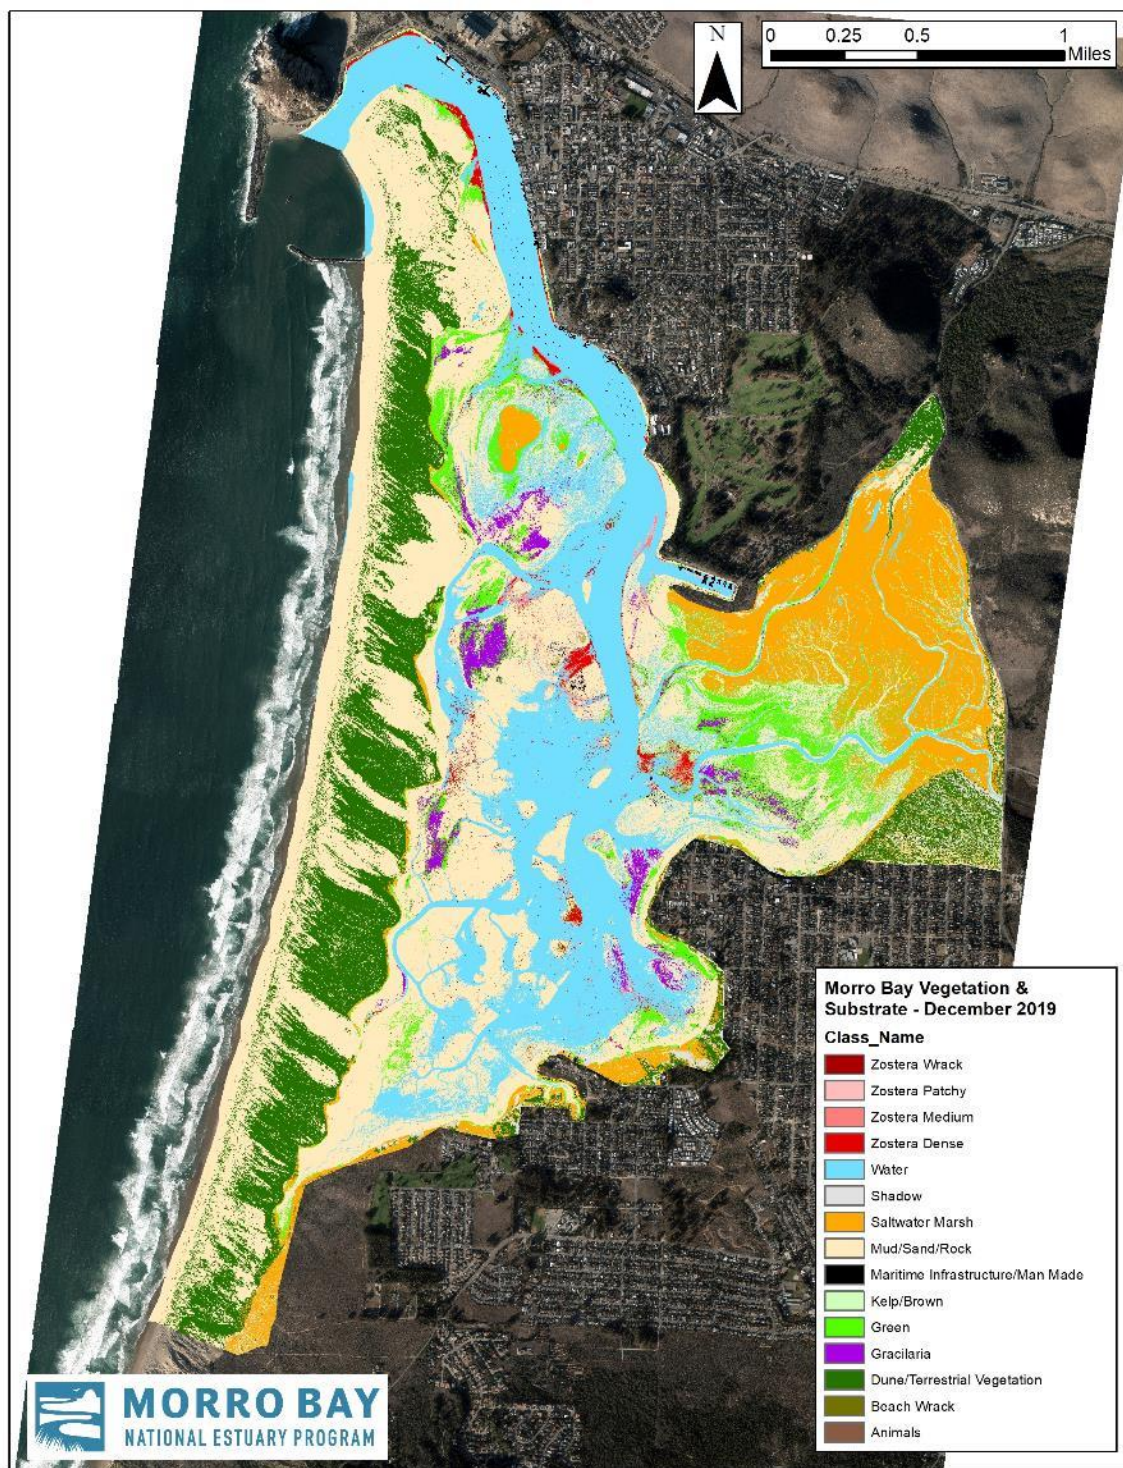 N
0 0.25 0.5 1
Miles
Morro Bay Vegetation &
Substrate - December 2019
Class_Name
Zostera Wrack
Zostera Patchy
Zostera Medium
Zostera Dense
Water
Shadow
Saltwater Marsh
Mud/Sand/Rock
Maritime Infrastructure/Man Made
Kelp/Brown
Green
Gracilaria
Dune/Terrestrial Vegetation
Beach Wrack
Animals
MORRO BAY
NATIONAL ESTUARY PROGRAM